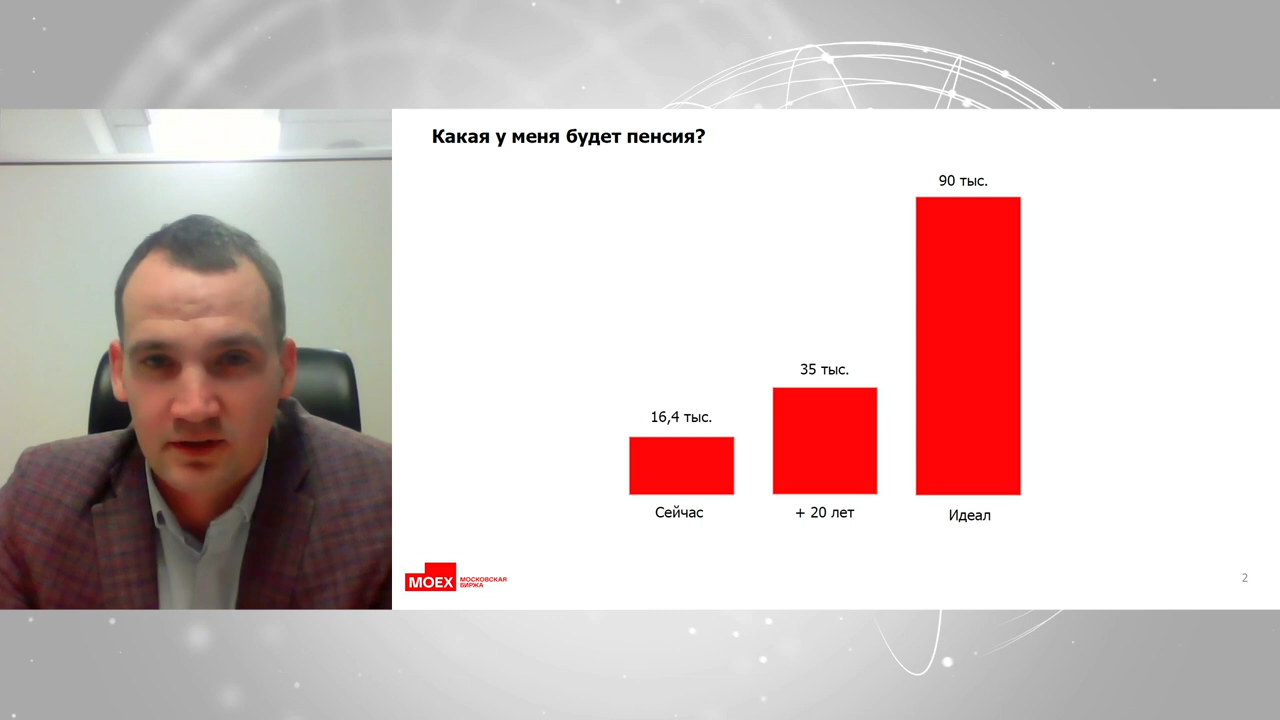 Какая у меня будет пенсия?
90 тыс.
35 тыс.
16,4 тыс.
Сейчас
+ 20 лет
Идеал
MOEX
МОСКОВСКАЯ
БИРЖА
2